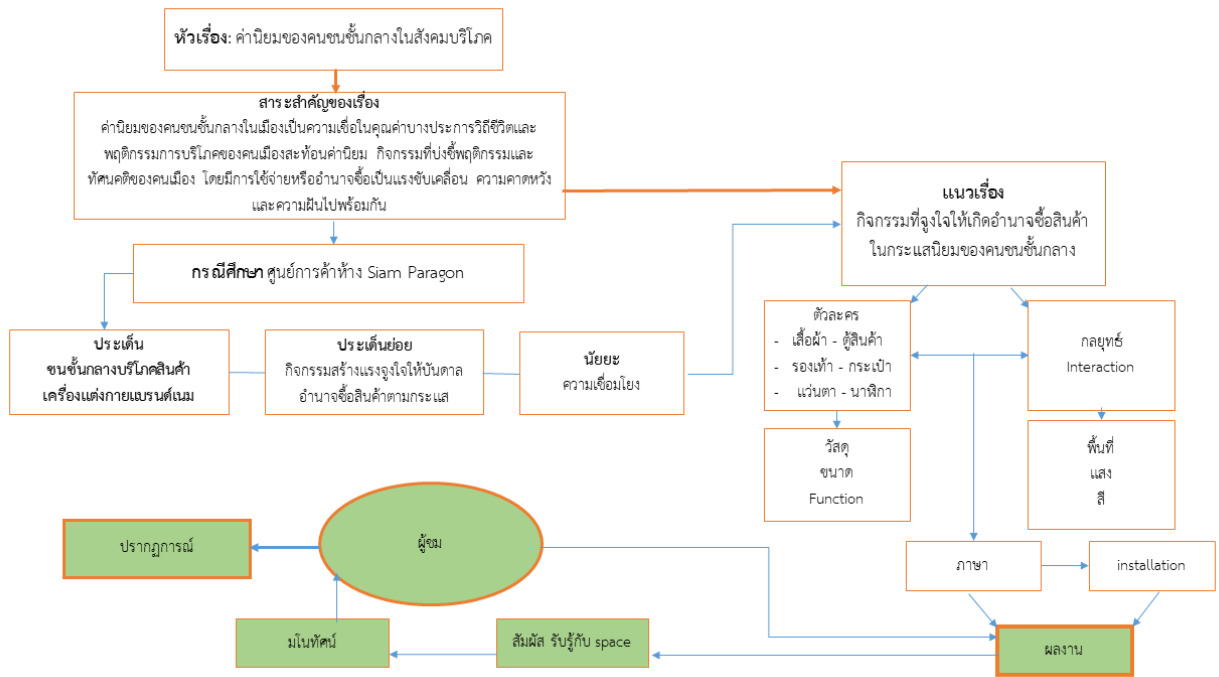 หัวเรื่อง: ค่านิยมของคนชนชั้นกลางในสังคมบริโภค
สาระสำคัญของเรื่อง
ค่านิยมของคนชนชั้นกลางในเมืองเป็นความเชื่อในคุณค่าบางประการวิถีชีวิตและ
พฤติกรรมการบริโภคของคนเมืองสะท้อนค่านิยม กิจกรรมที่บ่งชี้พฤติกรรมและ
ทัศนคติของคนเมือง โดยมีการใช้จ่ายหรืออำนาจซื้อเป็นแรงขับเคลื่อน ความคาดหวัง
และความฝันไปพร้อมกัน
กรณีศึกษา ศูนย์การค้าห้าง Siam Paragon
ประเด็น
ชนชั้นกลางบริโภคสินค้า
เครื่องแต่งกายแบรนด์เนม
ประเด็นย่อย
กิจกรรมสร้างแรงจูงใจให้บันดาล
อำนาจซื้อสินค้าตามกระแส
นัยยะ
ความเชื่อมโยง
แนวเรื่อง
กิจกรรมที่จูงใจให้เกิดอำนาจซื้อสินค้า
ในกระแสนิยมของคนชนชั้นกลาง
ตัวละคร
- เสื้อผ้า - ตู้สินค้า
- รองเท้า - กระเป๋า
- แว่นตา - นาฬิกา
กลยุทธ์
Interaction
วัสดุ
ขนาด
Function
พื้นที่
แสง
สี
ภาษา
installation
ผลงาน
สัมผัส รับรู้กับ space
มโนทัศน์
ผู้ชม
ปรากฏการณ์